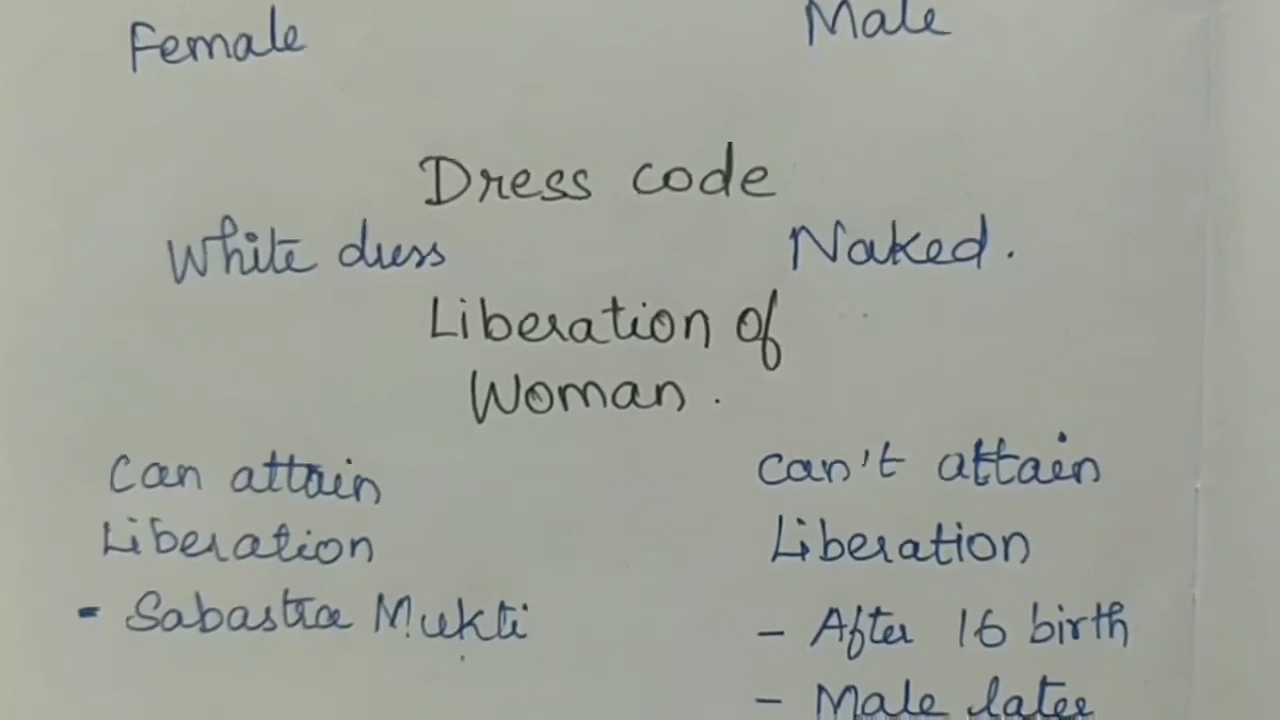 Female Male
Dress code
White dress Naked.
Liberation of
Woman.
Can attain can't attain
Liberation Liberation
- Sabastra Mukti - After 16 birth
- Male later